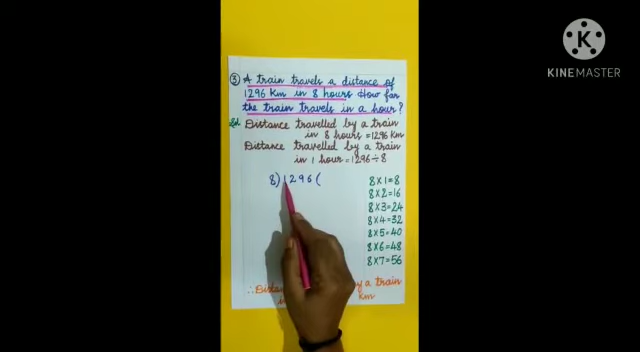 KINEMASTER
③ A train travels a distance of
1296 Km in 8 hours How far
the train travels in a hour?
Sol Distance travelled by a train
in 8 hours = 1296 Km
Distance travelled by a train
in 1 hour = 1296 ÷ 8
8)1296(
8×1=8
8×2=16
8×3=24
8×4=32
8×5=40
8×6=48
8×7=56
∴ by a train
Km